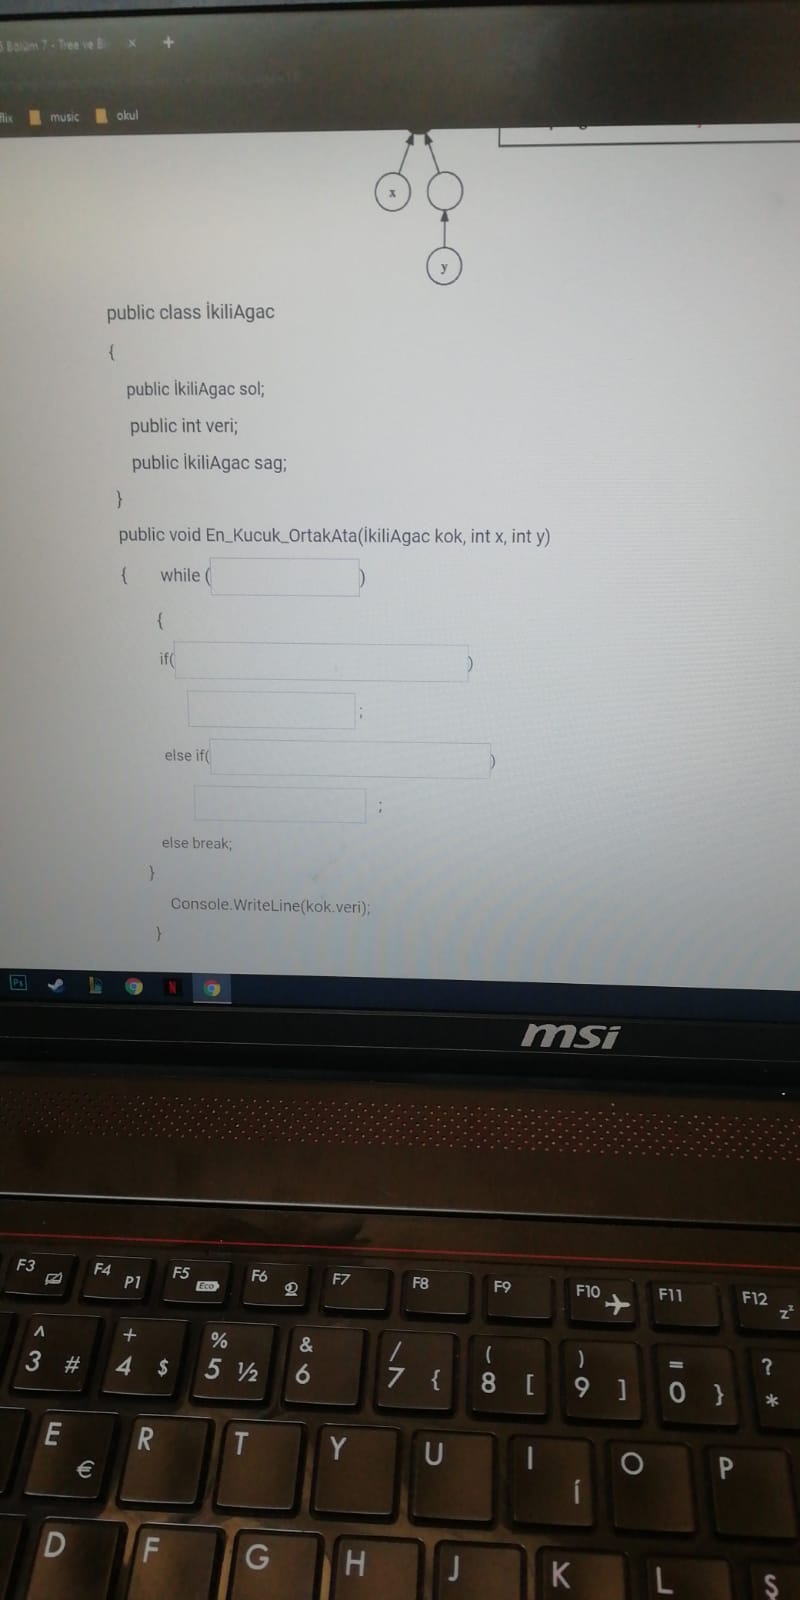 Bölüm 7 - Tree ve B
× +
flix music okul
x
y
public class İkiliAgac
{
public İkiliAgac sol;
public int veri;
public İkiliAgac sag;
}
public void En_Kucuk_OrtakAta(İkiliAgac kok, int x, int y)
{ while ( )
{
if( )
;
else if( )
;
else break;
}
Console.WriteLine(kok.veri);
}
Ps N
msi
F3 F4 P1 F5 Eco F6 F7 F8 F9 F10 F11 F12 zz
^ + % & / ( ) = ?
3 # 4 $ 5 ½ 6 7 { 8 [ 9 ] 0 } *
E € R T Y U I Í O P
D F G H J K L Ş